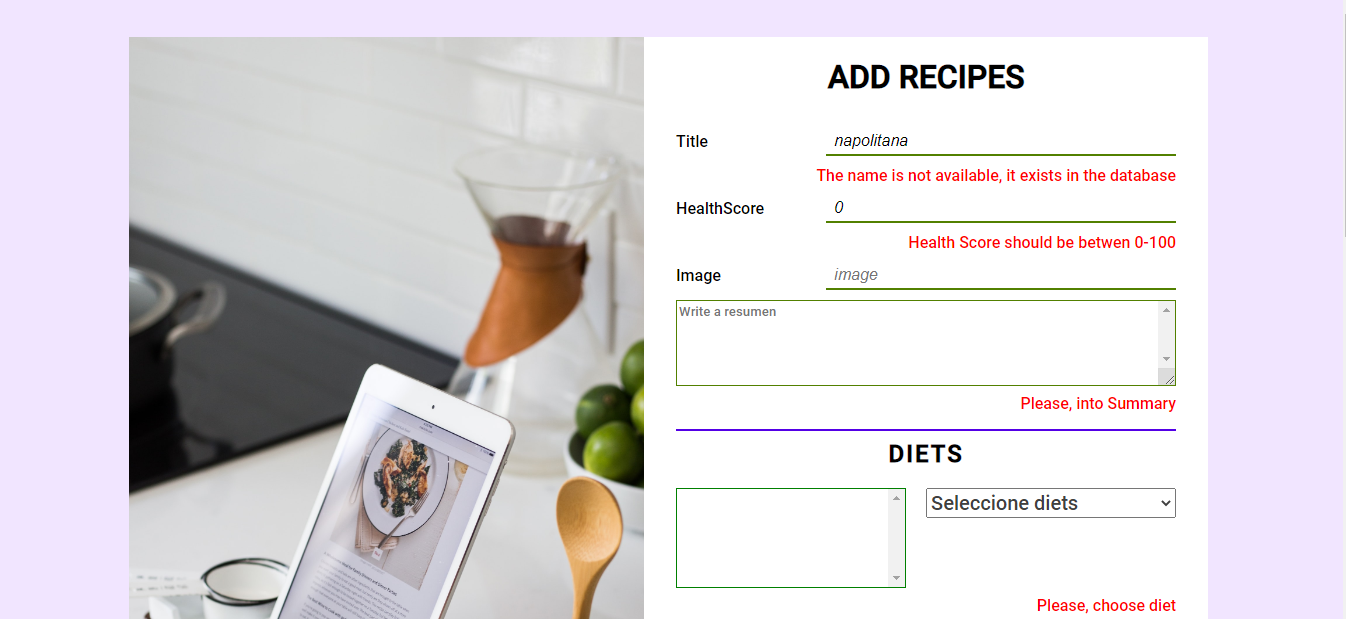 ADD RECIPES
Title
napolitana
The name is not available, it exists in the database
HealthScore
0
Health Score should be betwen 0-100
Image
image
Write a resumen
Please, into Summary
DIETS
Seleccione diets
Please, choose diet